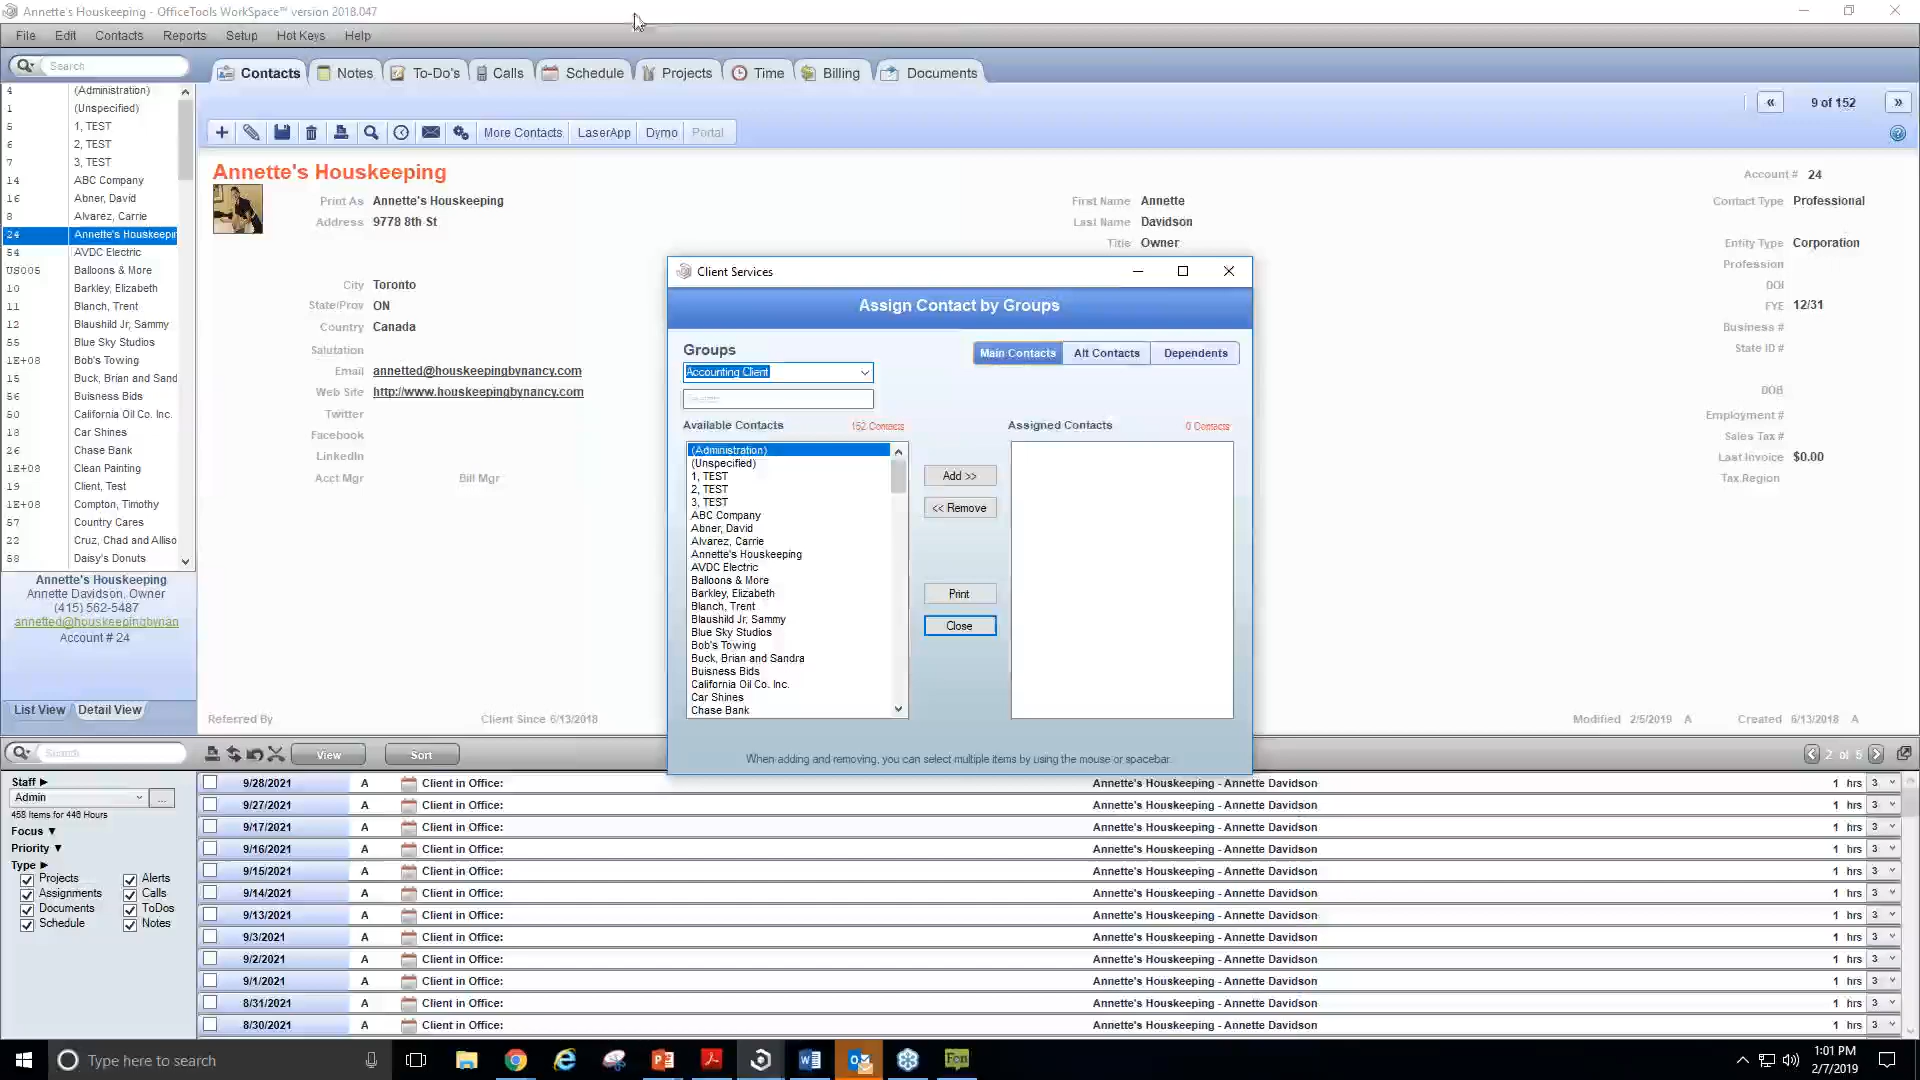 Annette's Houskeeping - OfficeTools WorkSpace™ version 2018.047
File Edit Contacts Reports Setup Hot Keys Help
Search
Contacts Notes To-Do's Calls Schedule Projects Time Billing Documents
« 9 of 152 »
More Contacts LaserApp Dymo Portal
4 (Administration)
1 (Unspecified)
5 1, TEST
6 2, TEST
7 3, TEST
14 ABC Company
16 Abner, David
8 Alvarez, Carrie
24 Annette's Houskeepin
54 AVDC Electric
US005 Balloons & More
10 Barkley, Elizabeth
11 Blanch, Trent
12 Blaushild Jr, Sammy
55 Blue Sky Studios
1E+08 Bob's Towing
15 Buck, Brian and Sand
56 Buisness Bids
50 California Oil Co. Inc.
18 Car Shines
26 Chase Bank
1E+08 Clean Painting
19 Client, Test
1E+08 Compton, Timothy
57 Country Cares
22 Cruz, Chad and Alliso
58 Daisy's Donuts
Annette's Houskeeping
Annette Davidson, Owner
(415) 562-5487
annetted@houskeepingbynan
Account # 24
List View Detail View
Annette's Houskeeping
Print As Annette's Houskeeping
Address 9778 8th St
City Toronto
State/Prov ON
Country Canada
Salutation
Email annetted@houskeepingbynancy.com
Web Site http://www.houskeepingbynancy.com
Twitter
Facebook
LinkedIn
Acct Mgr Bill Mgr
First Name Annette
Last Name Davidson
Title Owner
Account # 24
Contact Type Professional
Entity Type Corporation
Profession
DOI
FYE 12/31
Business #
State ID #
DOB
Employment #
Sales Tax #
Last Invoice $0.00
Tax Region
Referred By Client Since 6/13/2018
Modified 2/5/2019 A Created 6/13/2018 A
Client Services
Assign Contact by Groups
Groups
Main Contacts Alt Contacts Dependents
Accounting Client
Available Contacts 152 Contacts
Assigned Contacts 0 Contacts
(Administration)
(Unspecified)
1, TEST
2, TEST
3, TEST
ABC Company
Abner, David
Alvarez, Carrie
Annette's Houskeeping
AVDC Electric
Balloons & More
Barkley, Elizabeth
Blanch, Trent
Blaushild Jr, Sammy
Blue Sky Studios
Bob's Towing
Buck, Brian and Sandra
Buisness Bids
California Oil Co. Inc.
Car Shines
Chase Bank
Add >>
<< Remove
Print
Close
When adding and removing, you can select multiple items by using the mouse or spacebar.
Search
View Sort
2 of 5
Staff
Admin
...
458 Items for 446 Hours
Focus
Priority
Type
Projects Alerts
Assignments Calls
Documents ToDos
Schedule Notes
9/28/2021 A Client in Office: Annette's Houskeeping - Annette Davidson 1 hrs 3
9/27/2021 A Client in Office: Annette's Houskeeping - Annette Davidson 1 hrs 3
9/17/2021 A Client in Office: Annette's Houskeeping - Annette Davidson 1 hrs 3
9/16/2021 A Client in Office: Annette's Houskeeping - Annette Davidson 1 hrs 3
9/15/2021 A Client in Office: Annette's Houskeeping - Annette Davidson 1 hrs 3
9/14/2021 A Client in Office: Annette's Houskeeping - Annette Davidson 1 hrs 3
9/13/2021 A Client in Office: Annette's Houskeeping - Annette Davidson 1 hrs 3
9/3/2021 A Client in Office: Annette's Houskeeping - Annette Davidson 1 hrs 3
9/2/2021 A Client in Office: Annette's Houskeeping - Annette Davidson 1 hrs 3
9/1/2021 A Client in Office: Annette's Houskeeping - Annette Davidson 1 hrs 3
8/31/2021 A Client in Office: Annette's Houskeeping - Annette Davidson 1 hrs 3
8/30/2021 A Client in Office: Annette's Houskeeping - Annette Davidson 1 hrs 3
Type here to search
1:01 PM
2/7/2019